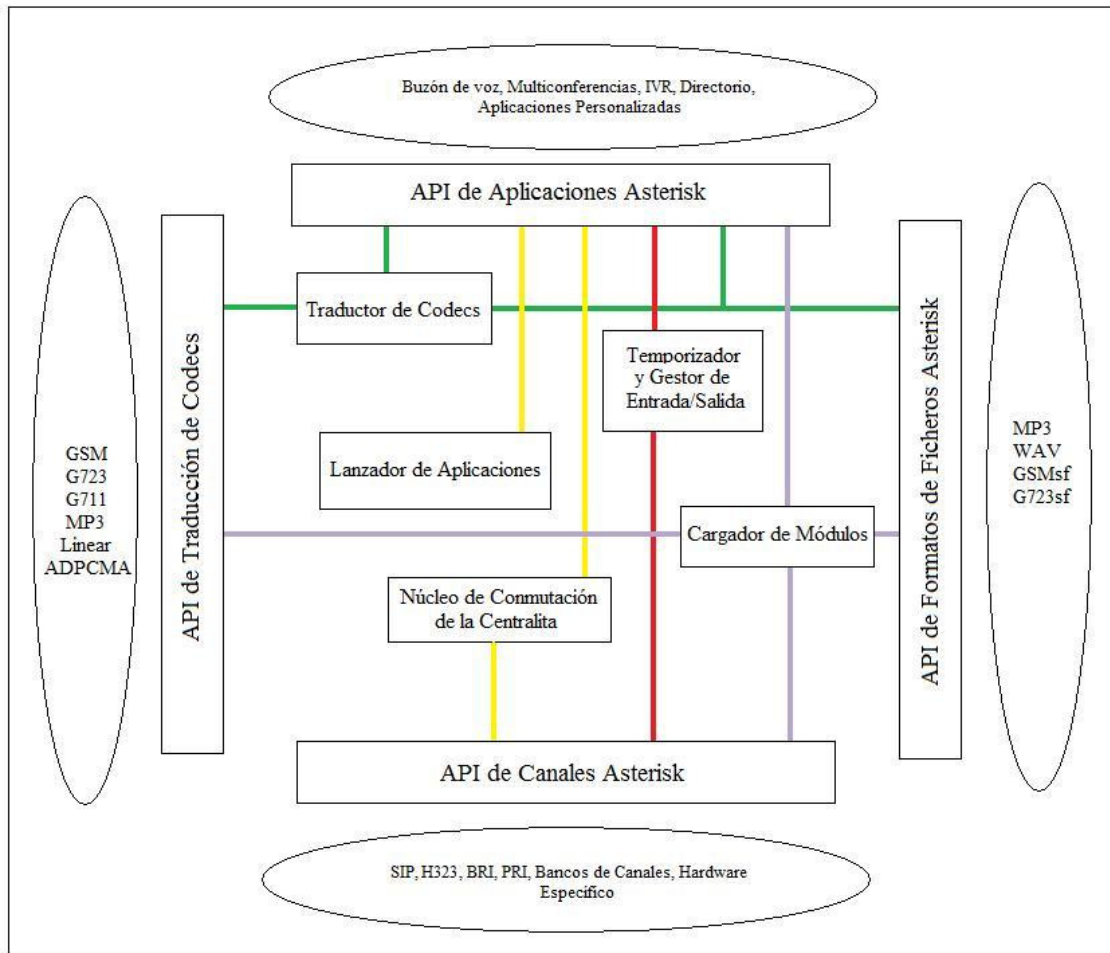 Buzón de voz, Multiconferencias, IVR, Directorio,
Aplicaciones Personalizadas
API de Aplicaciones Asterisk
API de Traducción de Codecs
API de Formatos de Ficheros Asterisk
Traductor de Codecs
Temporizador
y Gestor de
Entrada/Salida
Lanzador de Aplicaciones
GSM
G723
G711
MP3
Linear
ADPCMA
MP3
WAV
GSMsf
G723sf
Cargador de Módulos
Núcleo de Conmutación
de la Centralita
API de Canales Asterisk
SIP, H323, BRI, PRI, Bancos de Canales, Hardware
Específico